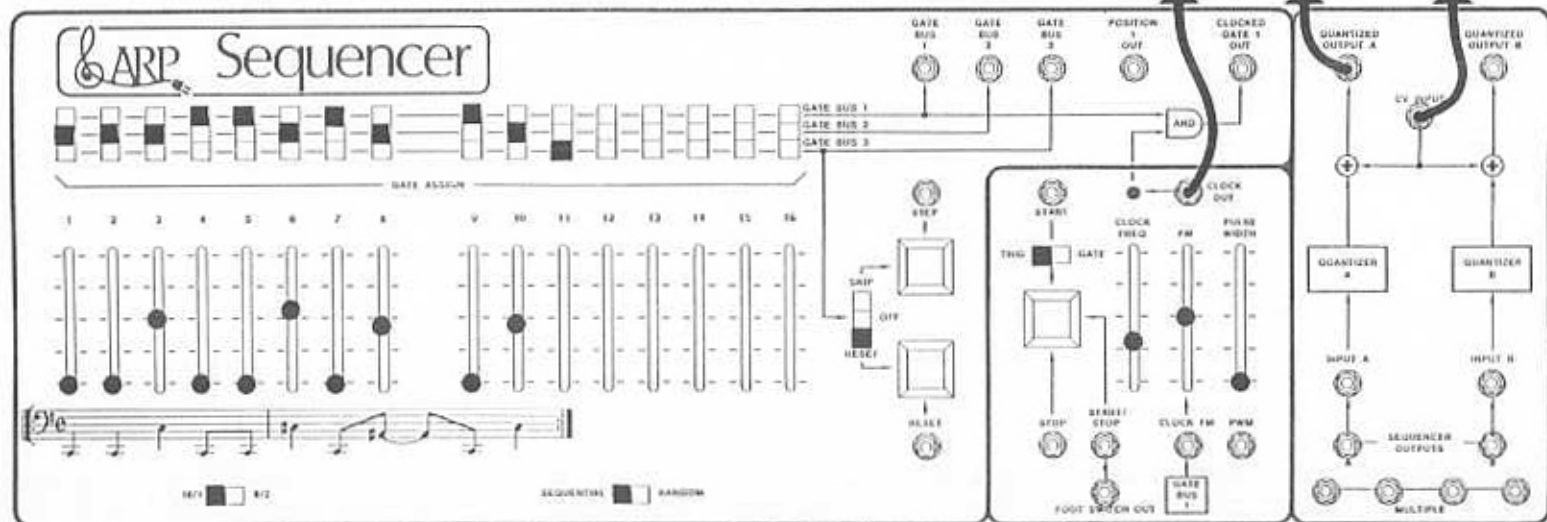 ARP Sequencer
GATE BUS 1
GATE BUS 2
GATE BUS 3
POSITION 1 OUT
CLOCKED GATE 1 OUT
QUANTIZED OUTPUT A
QUANTIZED OUTPUT B
GATE BUS 1
GATE BUS 2
GATE BUS 3
AND
CV INPUT
GATE ASSIGN
CLOCK OUT
1 2 3 4 5 6 7 8 9 10 11 12 13 14 15 16
STEP
START
CLOCK FREQ
FM
PULSE WIDTH
TRIG
GATE
QUANTIZER A
QUANTIZER B
SKIP
OFF
RESET
INPUT A
INPUT B
RESET
STOP
START/STOP
CLOCK FM
PWM
SEQUENCER OUTPUTS
A
B
16/1
8/2
SEQUENTIAL
RANDOM
FOOT SWITCH OUT
GATE BUS 1
MULTIPLE